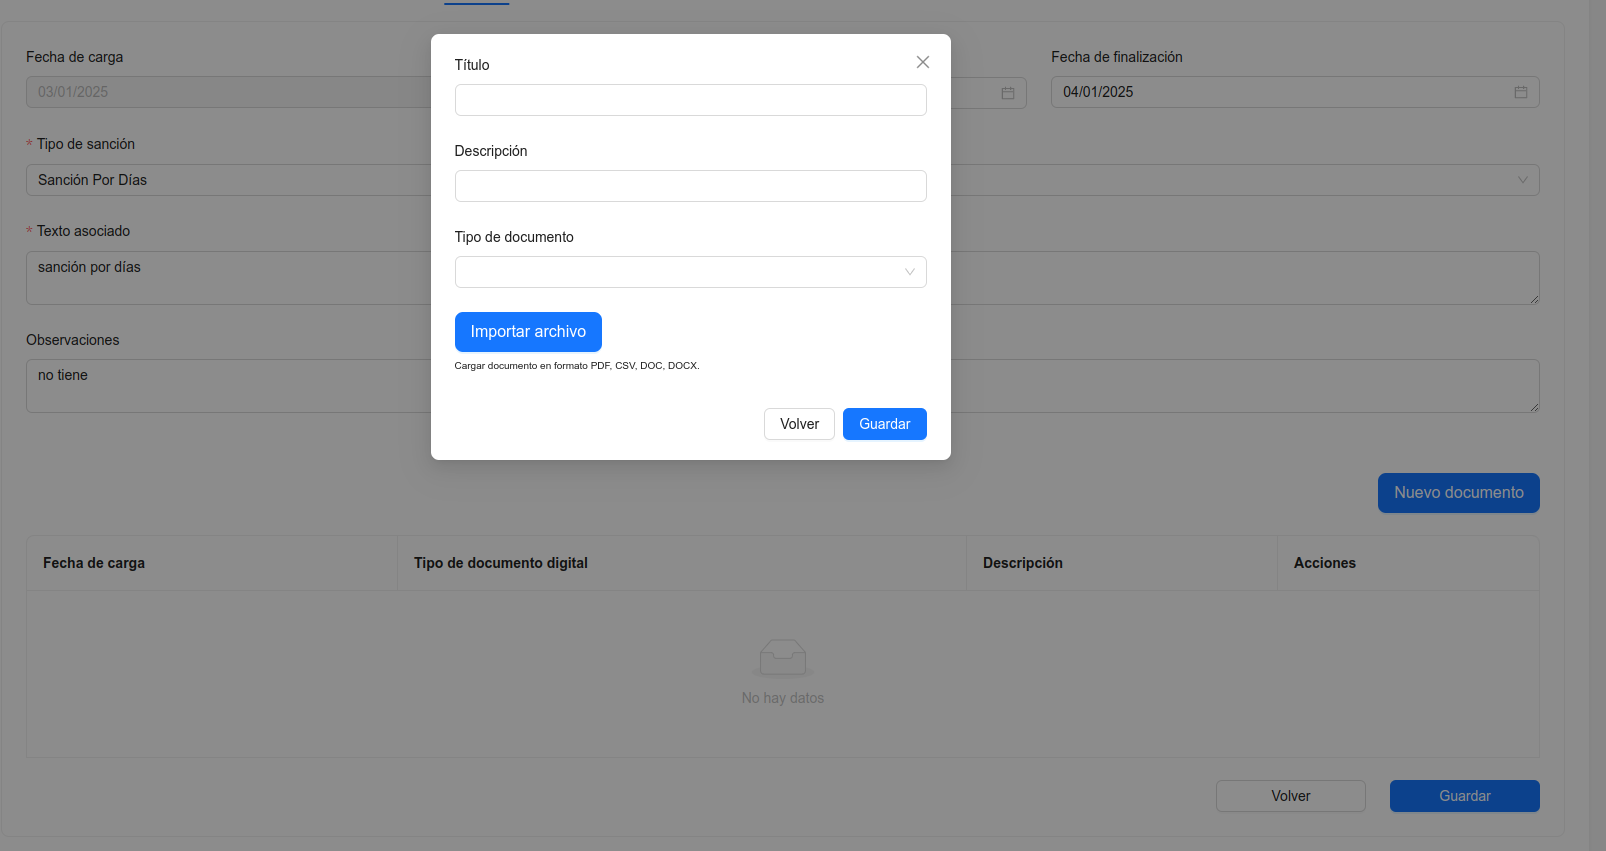 Fecha de carga
03/01/2025
Fecha de finalización
04/01/2025
* Tipo de sanción
Sanción Por Días
* Texto asociado
sanción por días
Observaciones
no tiene
Título
Descripción
Tipo de documento
Importar archivo
Cargar documento en formato PDF, CSV, DOC, DOCX.
Volver
Guardar
Nuevo documento
Fecha de carga
Tipo de documento digital
Descripción
Acciones
No hay datos
Volver
Guardar